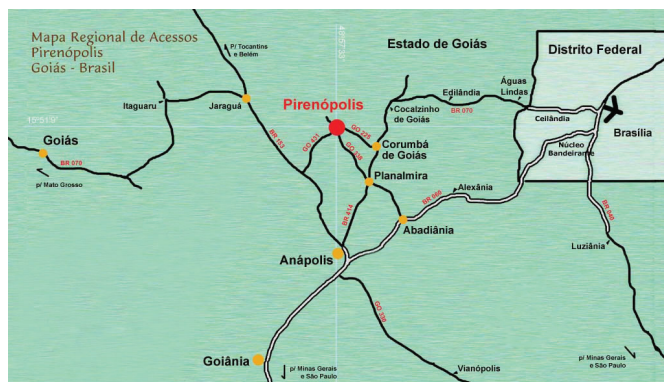 Mapa Regional de Acessos
Pirenópolis
Goiás - Brasil
P/ Tocantins
e Belém
Estado de Goiás
Distrito Federal
Edilândia
Águas
Lindas
Itaguaru
Jaraguá
Pirenópolis
Cocalzinho
de Goiás
BR 070
Ceilândia
Brasília
Goiás
BR 153
GO 431
GO 225
GO 338
Corumbá
de Goiás
Núcleo
Bandeirante
BR 070
p/ Mato Grosso
Planalmira
Alexânia
BR 060
BR 414
Abadiânia
BR 040
Luziânia
Anápolis
GO 330
Goiânia
p/ Minas Gerais
e São Paulo
Vianópolis
p/ Minas Gerais
e São Paulo